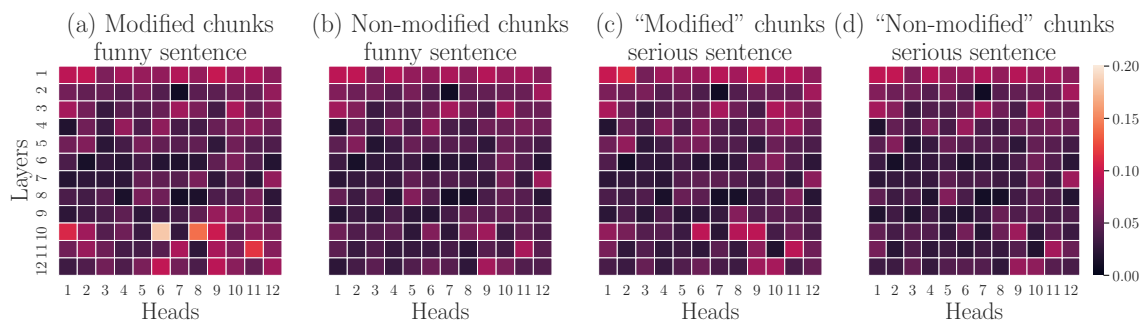 (a) Modified chunks
funny sentence
(b) Non-modified chunks
funny sentence
(c) “Modified” chunks
serious sentence
(d) “Non-modified” chunks
serious sentence
Layers
1
2
3
4
5
6
7
8
9
10
11
12
1 2 3 4 5 6 7 8 9 10 11 12
Heads
1 2 3 4 5 6 7 8 9 10 11 12
Heads
1 2 3 4 5 6 7 8 9 10 11 12
Heads
1 2 3 4 5 6 7 8 9 10 11 12
Heads
0.20
0.15
0.10
0.05
0.00